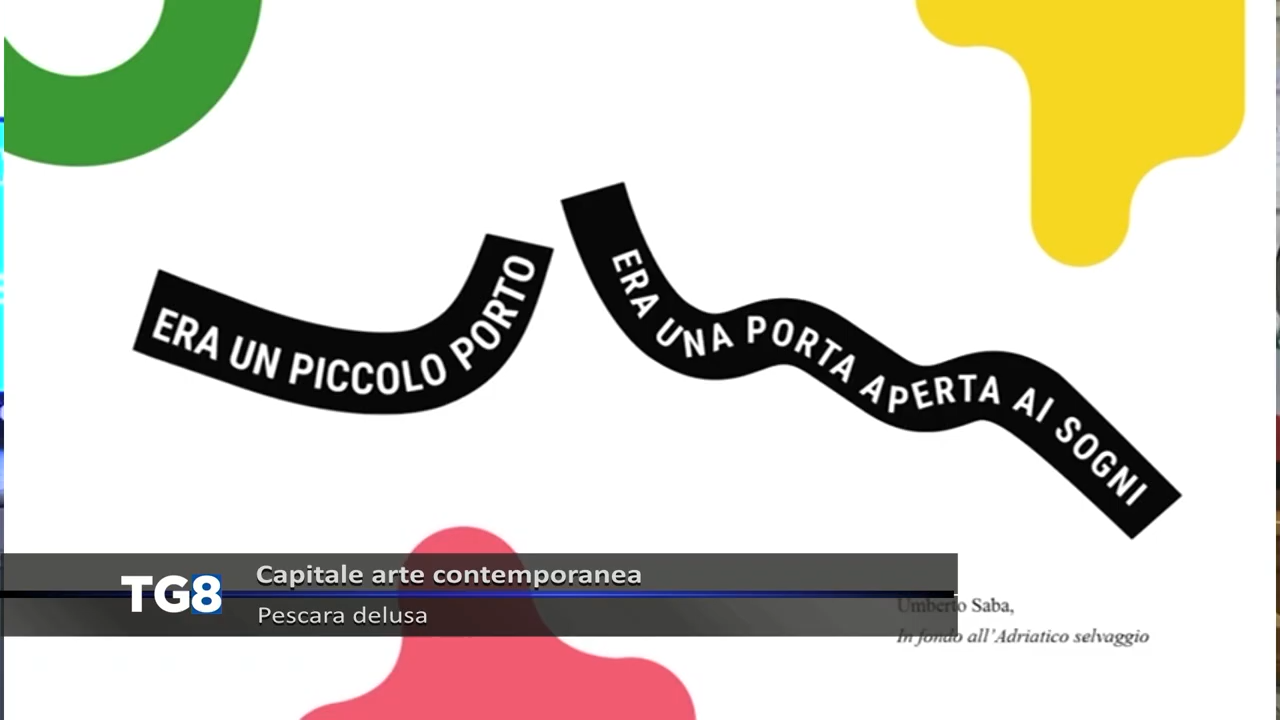 ERA UN PICCOLO PORTO
ERA UNA PORTA APERTA AI SOGNI
TG8
Capitale arte contemporanea
Pescara delusa
Umberto Saba,
In fondo all'Adriatico selvaggio